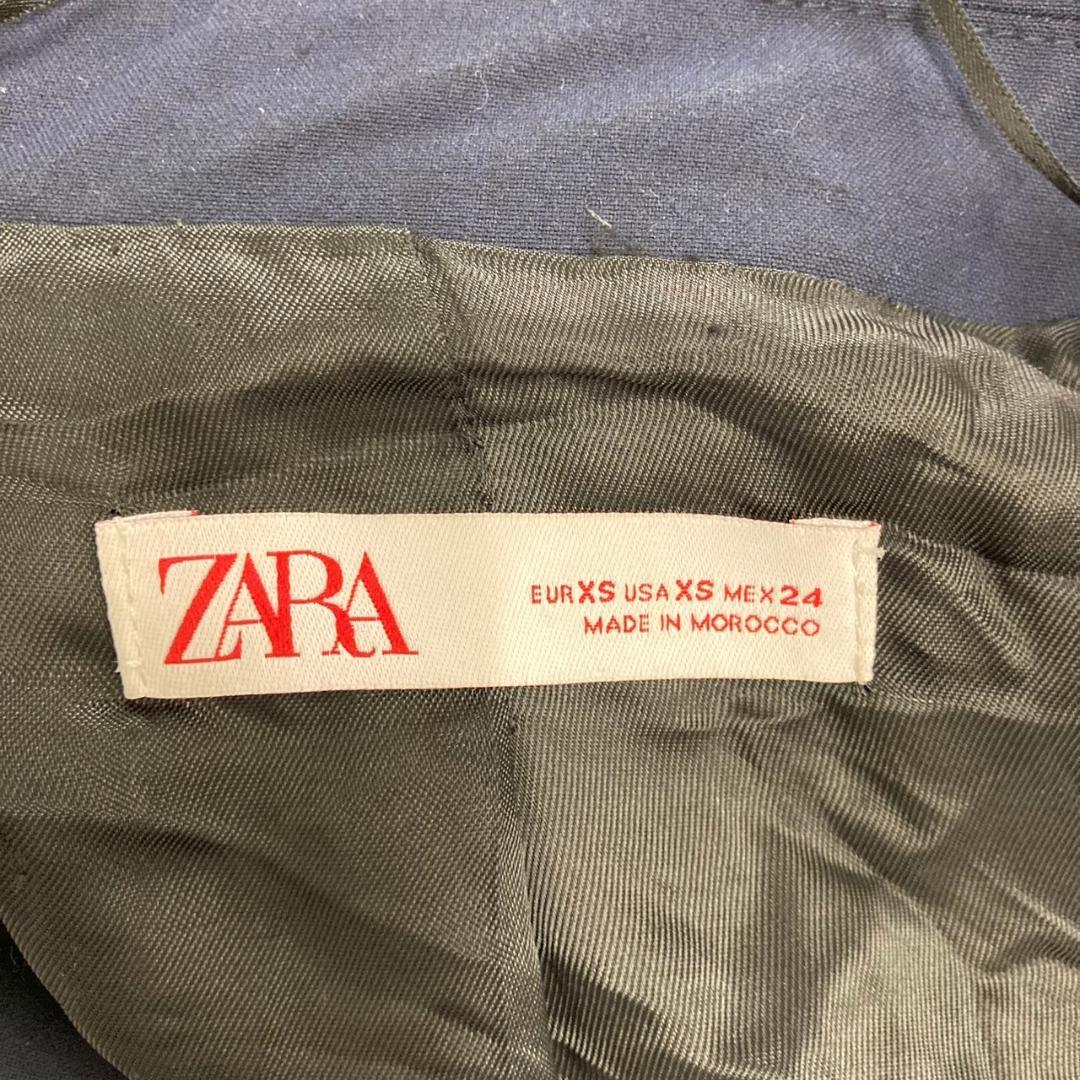 ZARA
EUR XS USA XS MEX 24
MADE IN MOROCCO